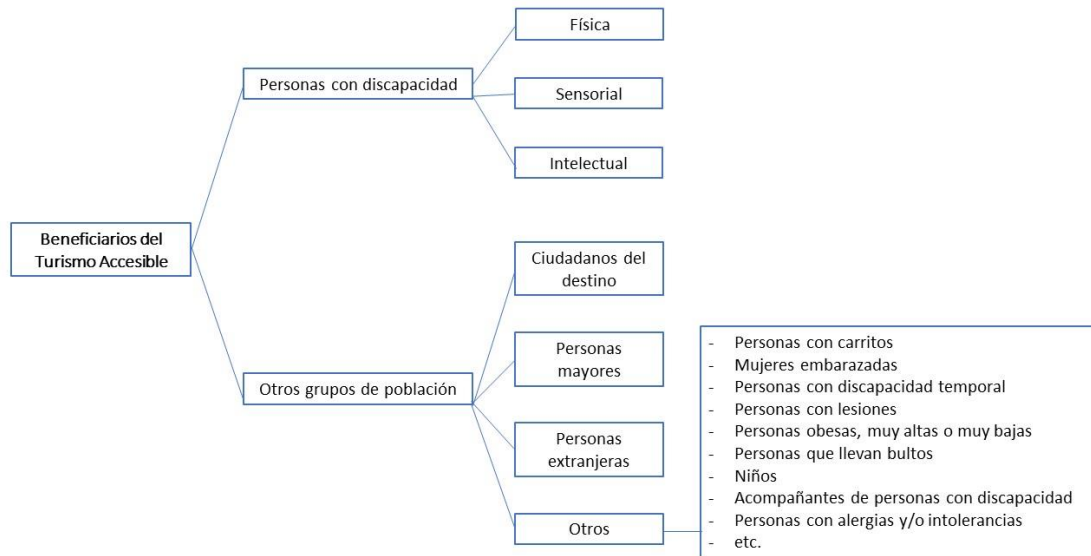 Física
Personas con discapacidad
Sensorial
Intelectual
Beneficiarios del
Turismo Accesible
Ciudadanos del
destino
Personas
mayores
Otros grupos de población
Personas
extranjeras
Otros
- Personas con carritos
- Mujeres embarazadas
- Personas con discapacidad temporal
- Personas con lesiones
- Personas obesas, muy altas o muy bajas
- Personas que llevan bultos
- Niños
- Acompañantes de personas con discapacidad
- Personas con alergias y/o intolerancias
- etc.